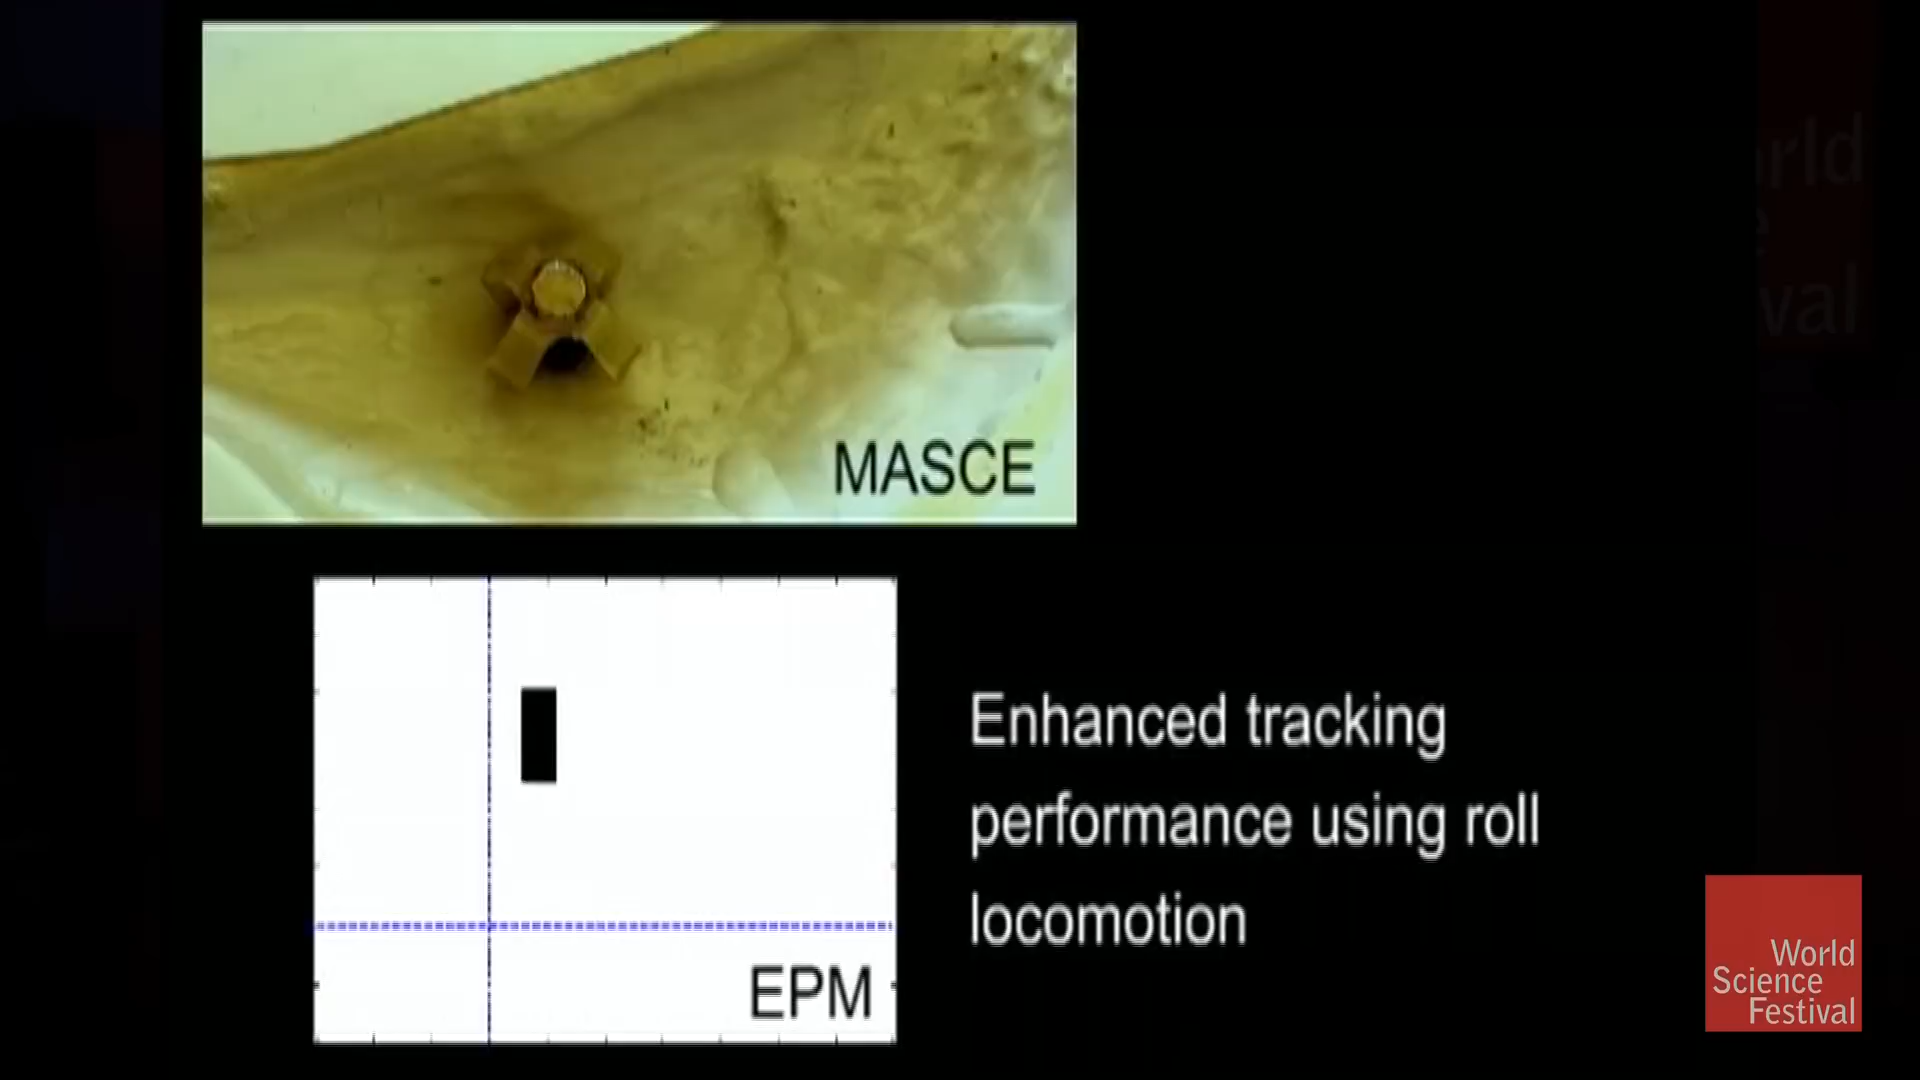 MASCE
EPM
Enhanced tracking
performance using roll
locomotion
World
Science
Festival